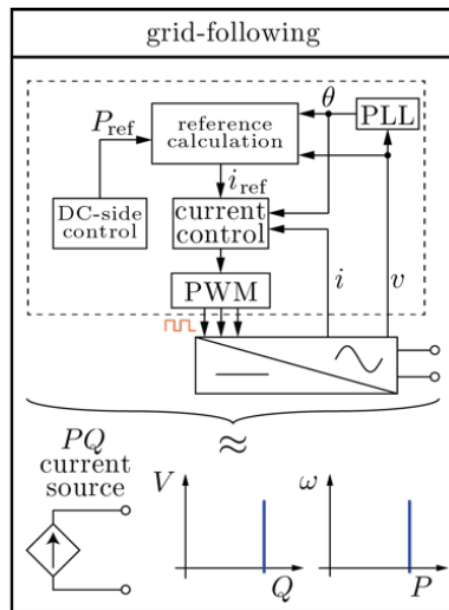 grid-following
θ
PLL
P_ref
reference
calculation
i_ref
DC-side
control
current
control
PWM
i
v
≈
PQ
current
source
V
Q
ω
P